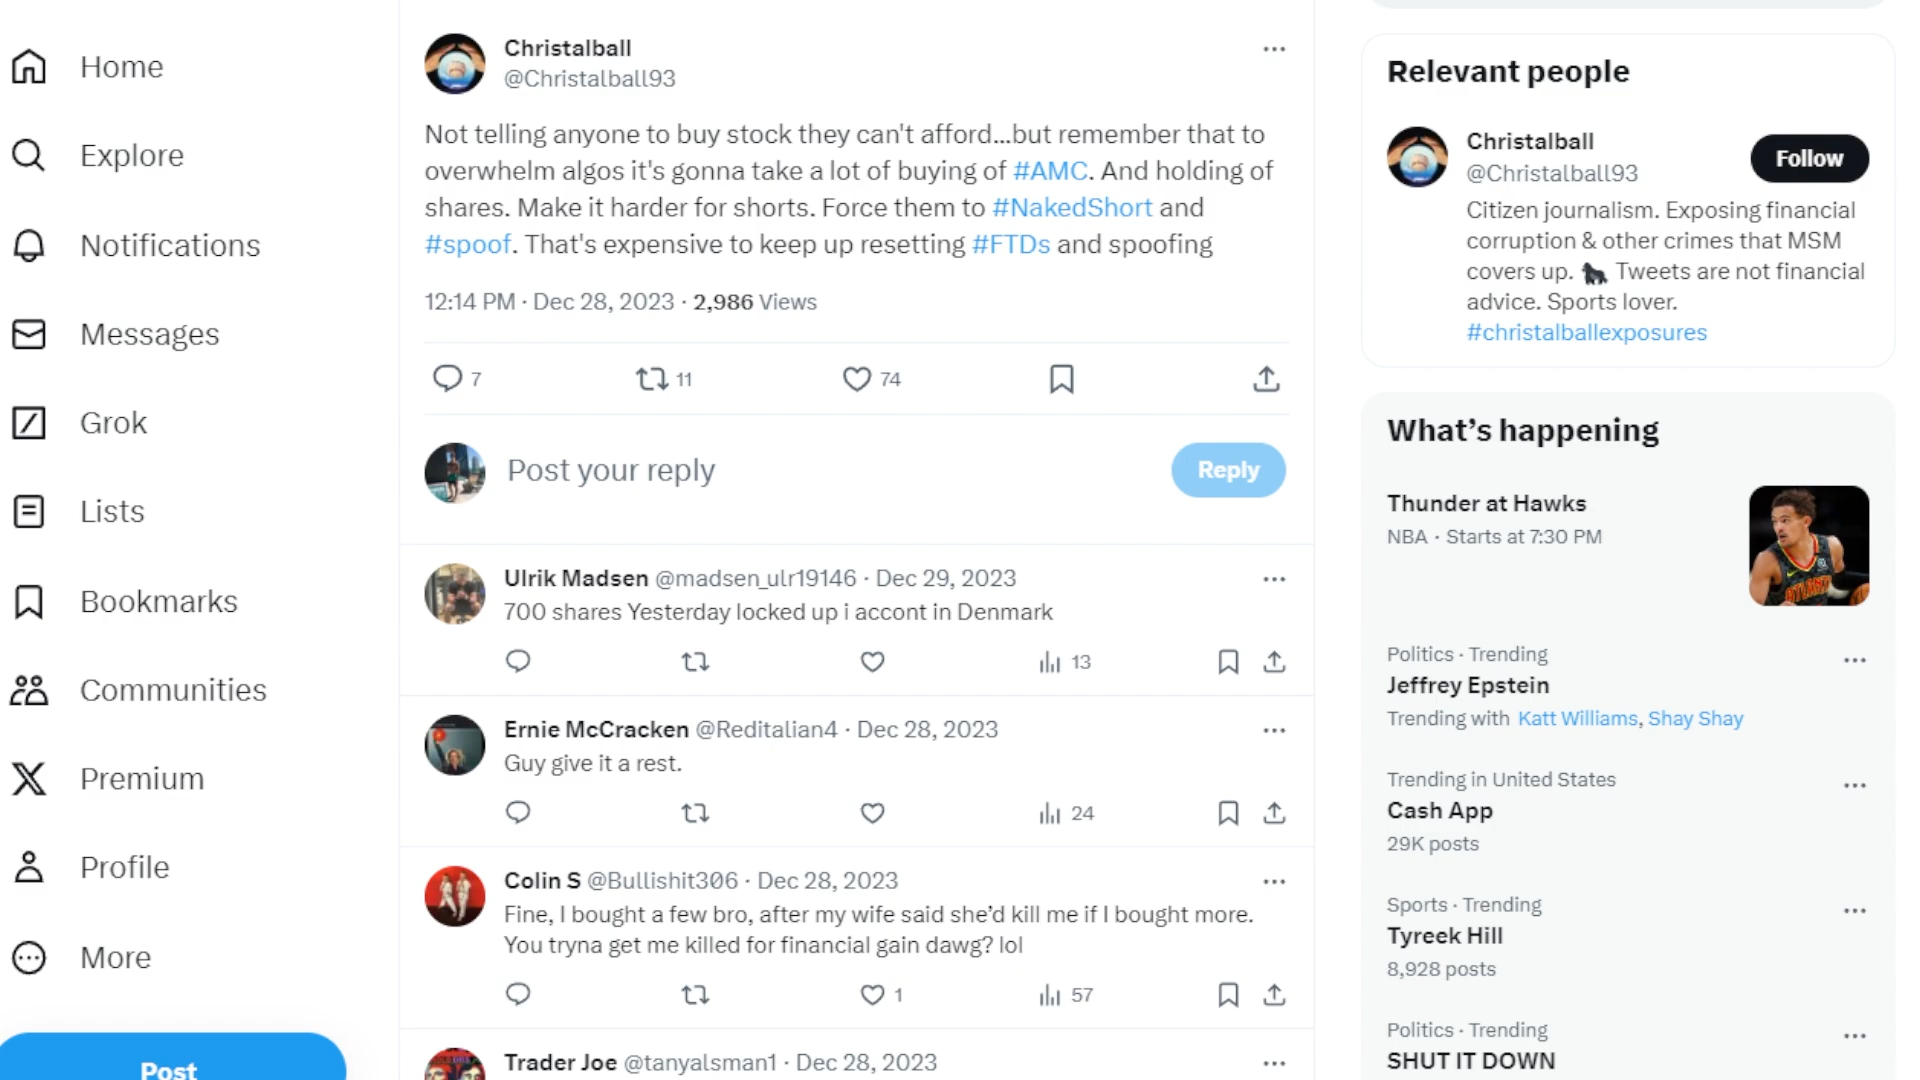 Home
Explore
Notifications
Messages
Grok
Lists
Bookmarks
Communities
Premium
Profile
More
Post
Christalball
@Christalball93
Not telling anyone to buy stock they can't afford...but remember that to
overwhelm algos it's gonna take a lot of buying of #AMC. And holding of
shares. Make it harder for shorts. Force them to #NakedShort and
#spoof. That's expensive to keep up resetting #FTDs and spoofing
12:14 PM · Dec 28, 2023 · 2,986 Views
7 11 74
Post your reply
Reply
Ulrik Madsen @madsen_ulr19146 · Dec 29, 2023
700 shares Yesterday locked up i accont in Denmark
13
Ernie McCracken @Reditalian4 · Dec 28, 2023
Guy give it a rest.
24
Colin S @Bullishit306 · Dec 28, 2023
Fine, I bought a few bro, after my wife said she’d kill me if I bought more.
You tryna get me killed for financial gain dawg? lol
1 57
Trader Joe @tanyalsman1 · Dec 28, 2023
Relevant people
Christalball
@Christalball93
Follow
Citizen journalism. Exposing financial
corruption & other crimes that MSM
covers up. 🦍 Tweets are not financial
advice. Sports lover.
#christalballexposures
What’s happening
Thunder at Hawks
NBA · Starts at 7:30 PM
ATLANTA
Politics · Trending
Jeffrey Epstein
Trending with Katt Williams, Shay Shay
Trending in United States
Cash App
29K posts
Sports · Trending
Tyreek Hill
8,928 posts
Politics · Trending
SHUT IT DOWN